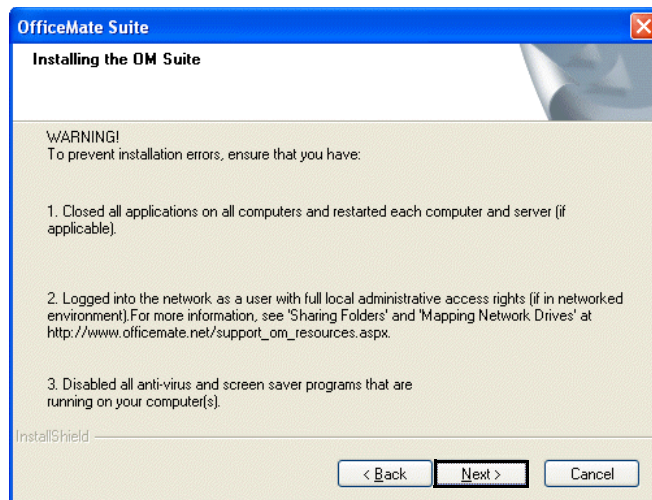 OfficeMate Suite
Installing the OM Suite
WARNING!
To prevent installation errors, ensure that you have:
1. Closed all applications on all computers and restarted each computer and server (if
applicable).
2. Logged into the network as a user with full local administrative access rights (if in networked
environment).For more information, see 'Sharing Folders' and 'Mapping Network Drives' at
http://www.officemate.net/support_om_resources.aspx.
3. Disabled all anti-virus and screen saver programs that are
running on your computer(s).
InstallShield
< Back Next > Cancel